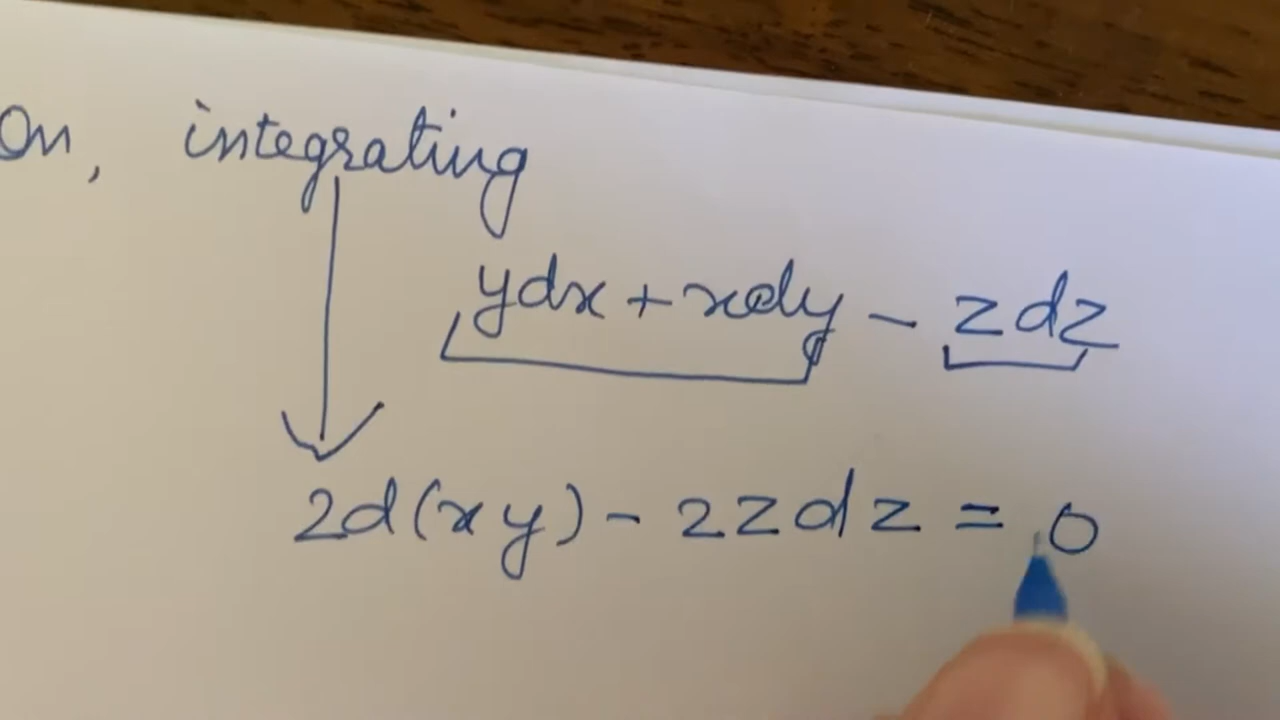 On, integrating
ydx + xdy - zdz
2d(xy) - 2zdz = 0